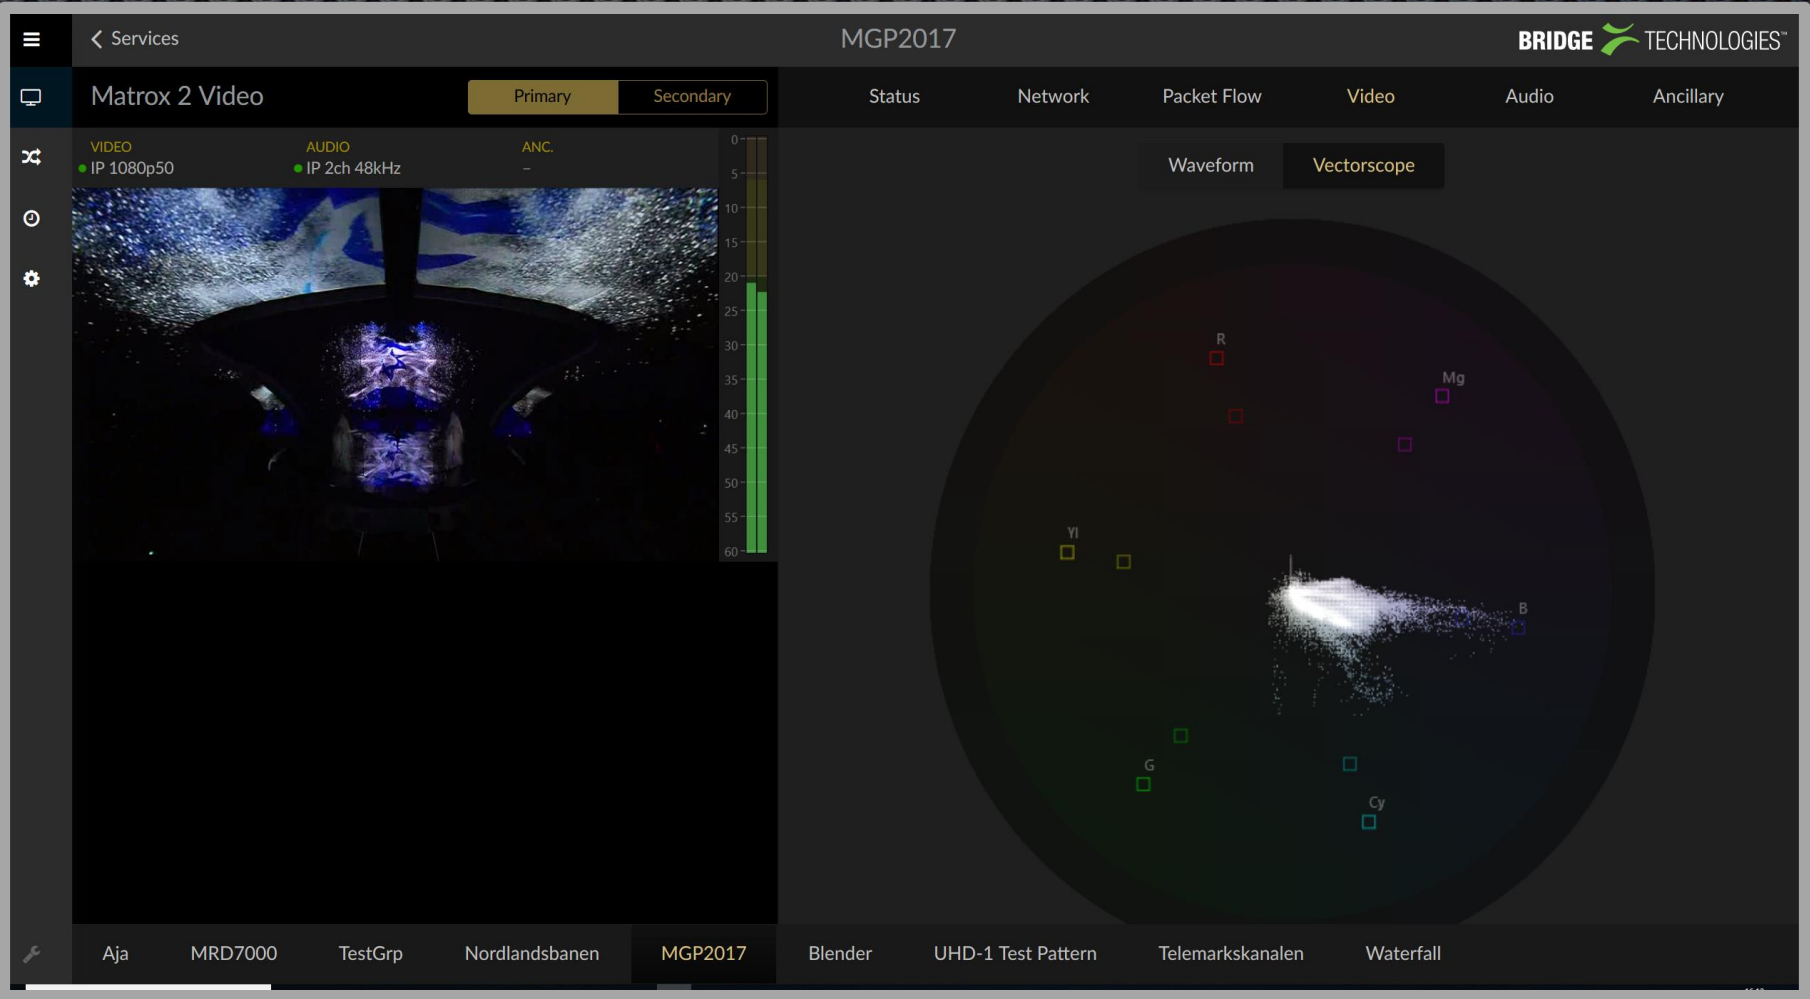 Services
MGP2017
BRIDGE TECHNOLOGIES™
Matrox 2 Video
Primary
Secondary
Status
Network
Packet Flow
Video
Audio
Ancillary
VIDEO
IP 1080p50
AUDIO
IP 2ch 48kHz
ANC.
–
0
5
10
15
20
25
30
35
40
45
50
55
60
Waveform
Vectorscope
R
Mg
Yl
B
G
Cy
Aja
MRD7000
TestGrp
Nordlandsbanen
MGP2017
Blender
UHD-1 Test Pattern
Telemarkskanalen
Waterfall